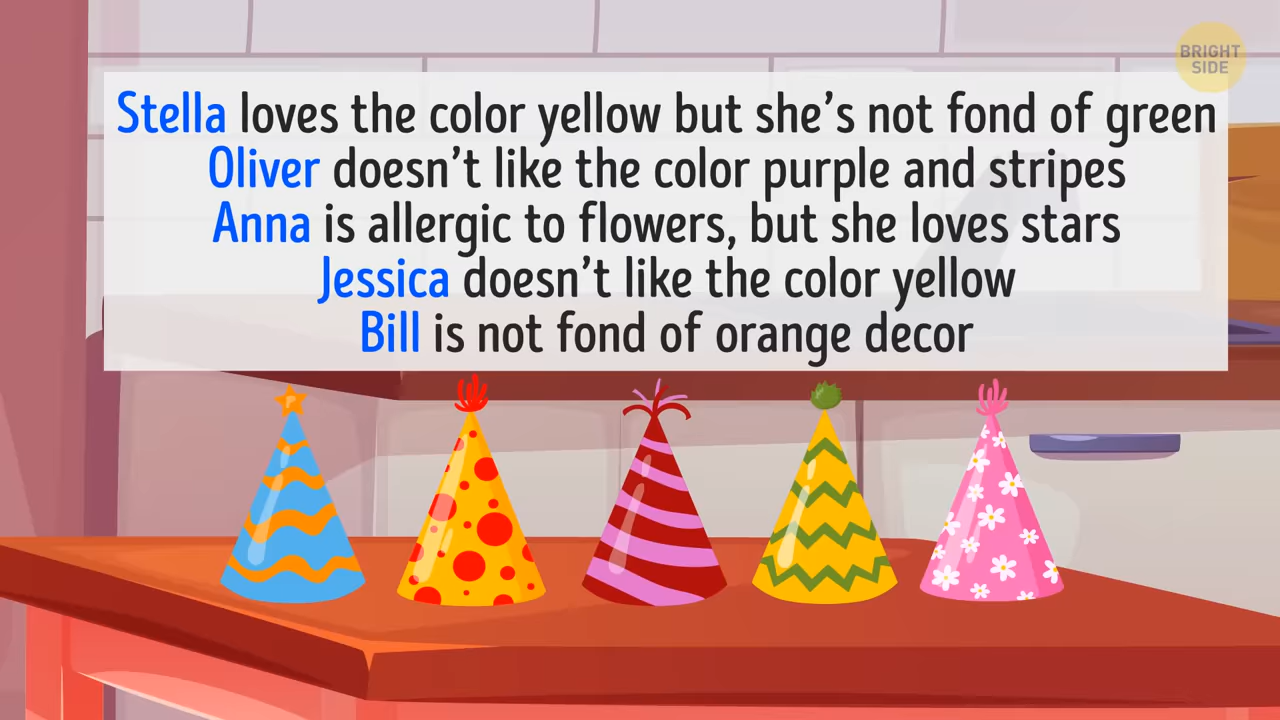 BRIGHT
SIDE
Stella loves the color yellow but she's not fond of green
Oliver doesn't like the color purple and stripes
Anna is allergic to flowers, but she loves stars
Jessica doesn't like the color yellow
Bill is not fond of orange decor